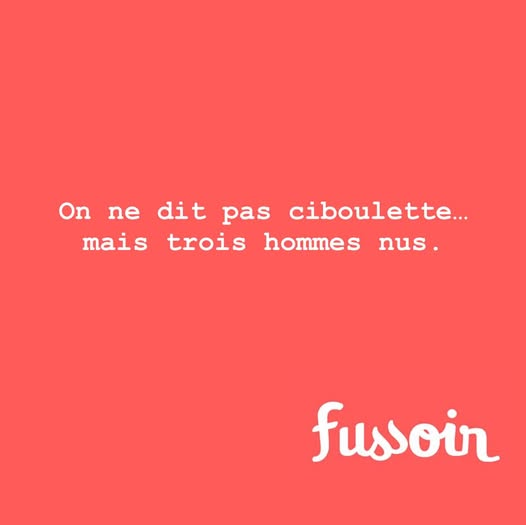 On ne dit pas ciboulette…
mais trois hommes nus.
fussoir